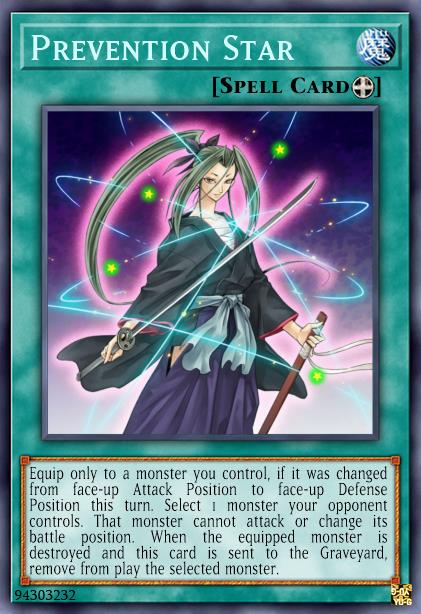 Prevention Star
[Spell Card]
Equip only to a monster you control, if it was changed
from face-up Attack Position to face-up Defense
Position this turn. Select 1 monster your opponent
controls. That monster cannot attack or change its
battle position. When the equipped monster is
destroyed and this card is sent to the Graveyard,
remove from play the selected monster.
94303232